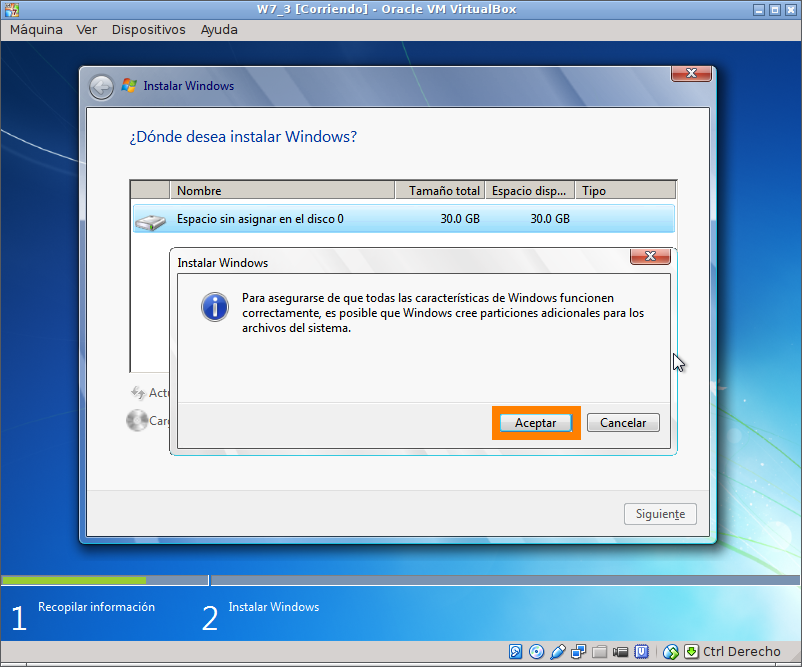 W7_3 [Corriendo] - Oracle VM VirtualBox
Máquina Ver Dispositivos Ayuda
Instalar Windows
¿Dónde desea instalar Windows?
Nombre Tamaño total Espacio disp... Tipo
Espacio sin asignar en el disco 0 30.0 GB 30.0 GB
Instalar Windows
Para asegurarse de que todas las características de Windows funcionen
correctamente, es posible que Windows cree particiones adicionales para los
archivos del sistema.
Aceptar Cancelar
Siguiente
1 Recopilar información 2 Instalar Windows
Ctrl Derecho